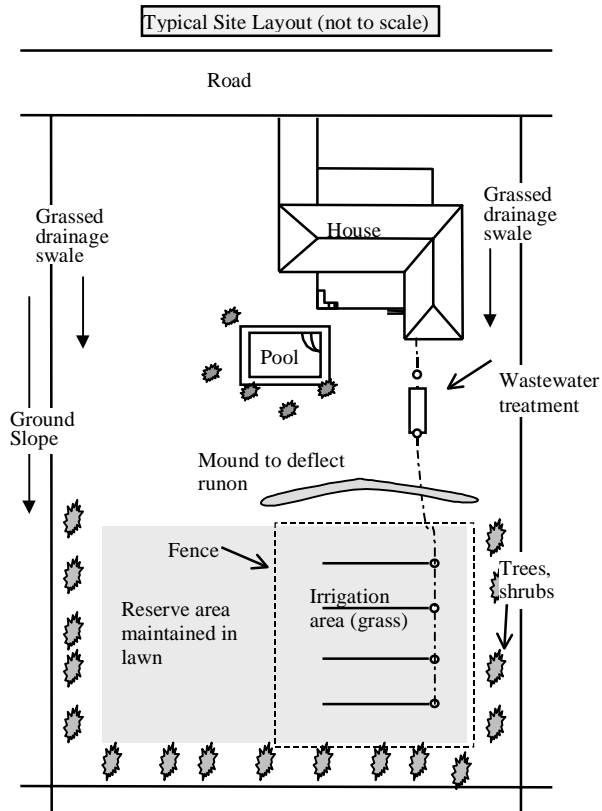 Typical Site Layout (not to scale)
Road
Grassed
drainage
swale
House
Grassed
drainage
swale
Pool
Wastewater
treatment
Ground
Slope
Mound to deflect
runon
Fence
Trees,
shrubs
Reserve area
maintained in
lawn
Irrigation
area (grass)